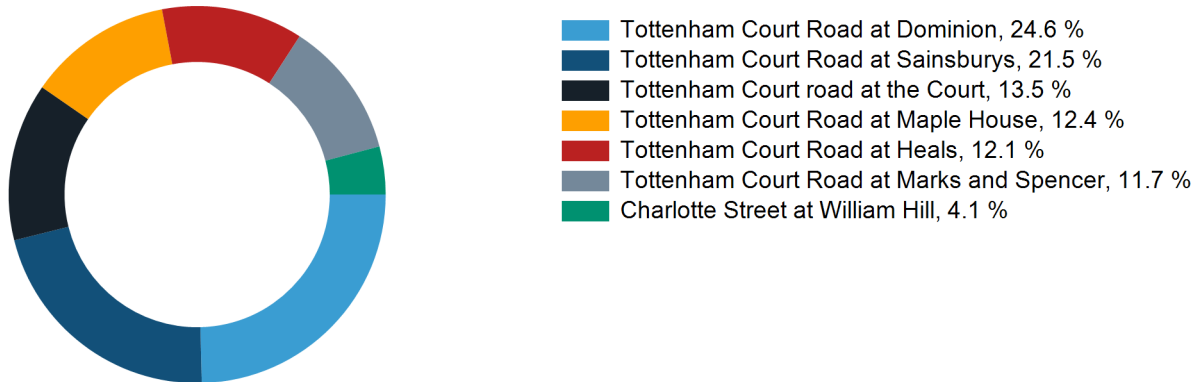 Tottenham Court Road at Dominion, 24.6 %
Tottenham Court Road at Sainsburys, 21.5 %
Tottenham Court road at the Court, 13.5 %
Tottenham Court Road at Maple House, 12.4 %
Tottenham Court Road at Heals, 12.1 %
Tottenham Court Road at Marks and Spencer, 11.7 %
Charlotte Street at William Hill, 4.1 %